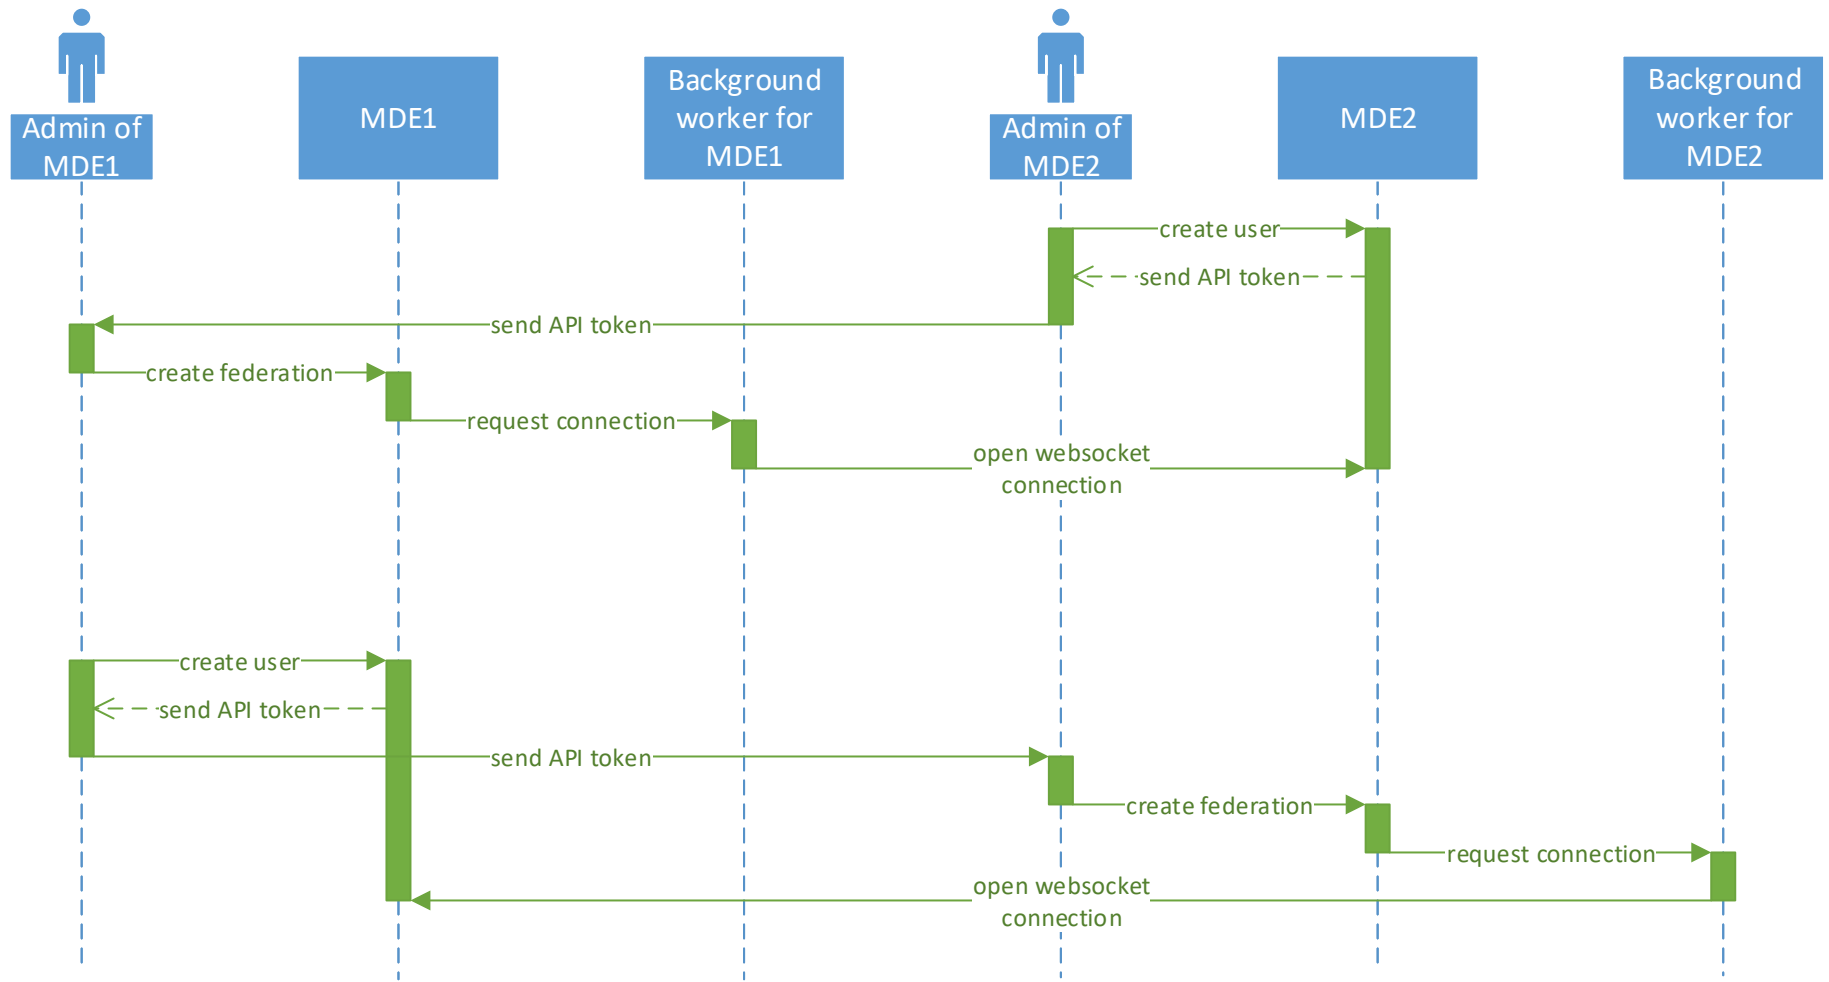 Admin of
MDE1
MDE1
Background
worker for
MDE1
Admin of
MDE2
MDE2
Background
worker for
MDE2
create user
send API token
send API token
create federation
request connection
open websocket
connection
create user
send API token
send API token
create federation
request connection
open websocket
connection